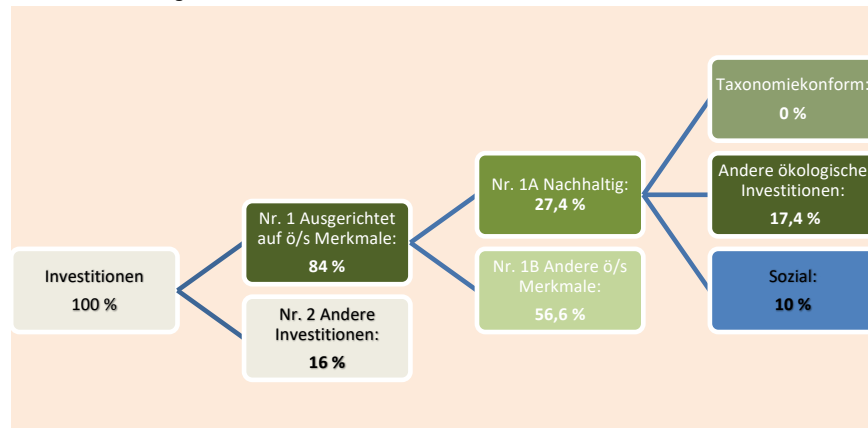 Investitionen
100 %
Nr. 1 Ausgerichtet
auf ö/s Merkmale:
84 %
Nr. 2 Andere
Investitionen:
16 %
Nr. 1A Nachhaltig:
27,4 %
Nr. 1B Andere ö/s
Merkmale:
56,6 %
Taxonomiekonform:
0 %
Andere ökologische
Investitionen:
17,4 %
Sozial:
10 %